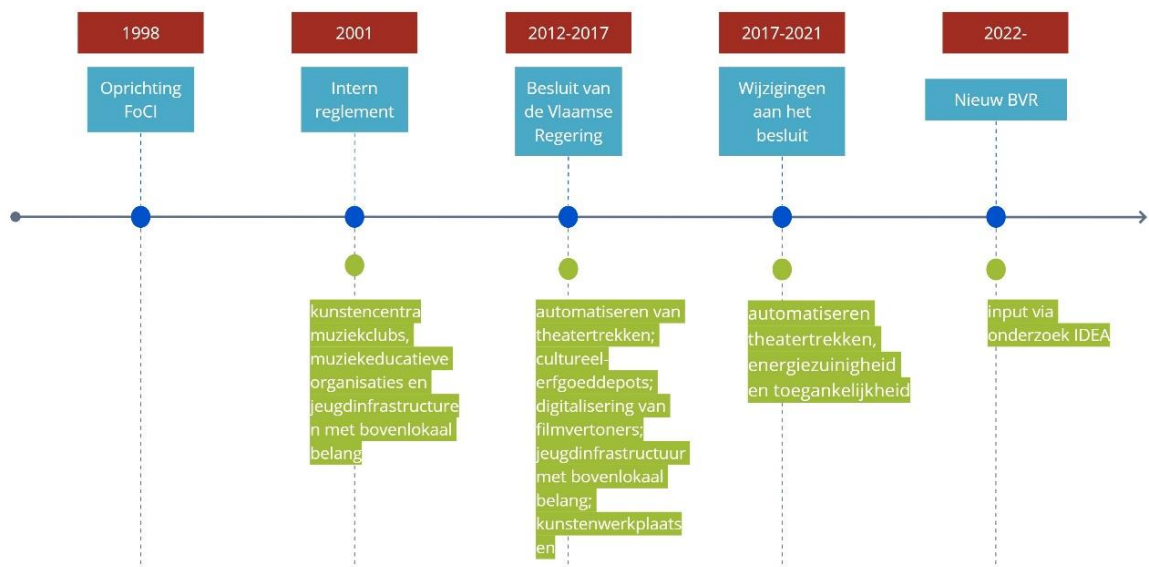 1998
2001
2012-2017
2017-2021
2022-
Oprichting
FoCI
Intern
reglement
Besluit van
de Vlaamse
Regering
Wijzigingen
aan het
besluit
Nieuw BVR
kunstencentra
muziekclubs,
muziekeducatieve
organisaties en
jeugdinfrastructure
n met bovenlokaal
belang
automatiseren van
theatertrekken;
cultureel-
erfgoeddepots;
digitalisering van
filmvertoners;
jeugdinfrastructuur
met bovenlokaal
belang;
kunstenwerkplaats
en
automatiseren
theatertrekken,
energiezuinigheid
en toegankelijkheid
input via
onderzoek IDEA